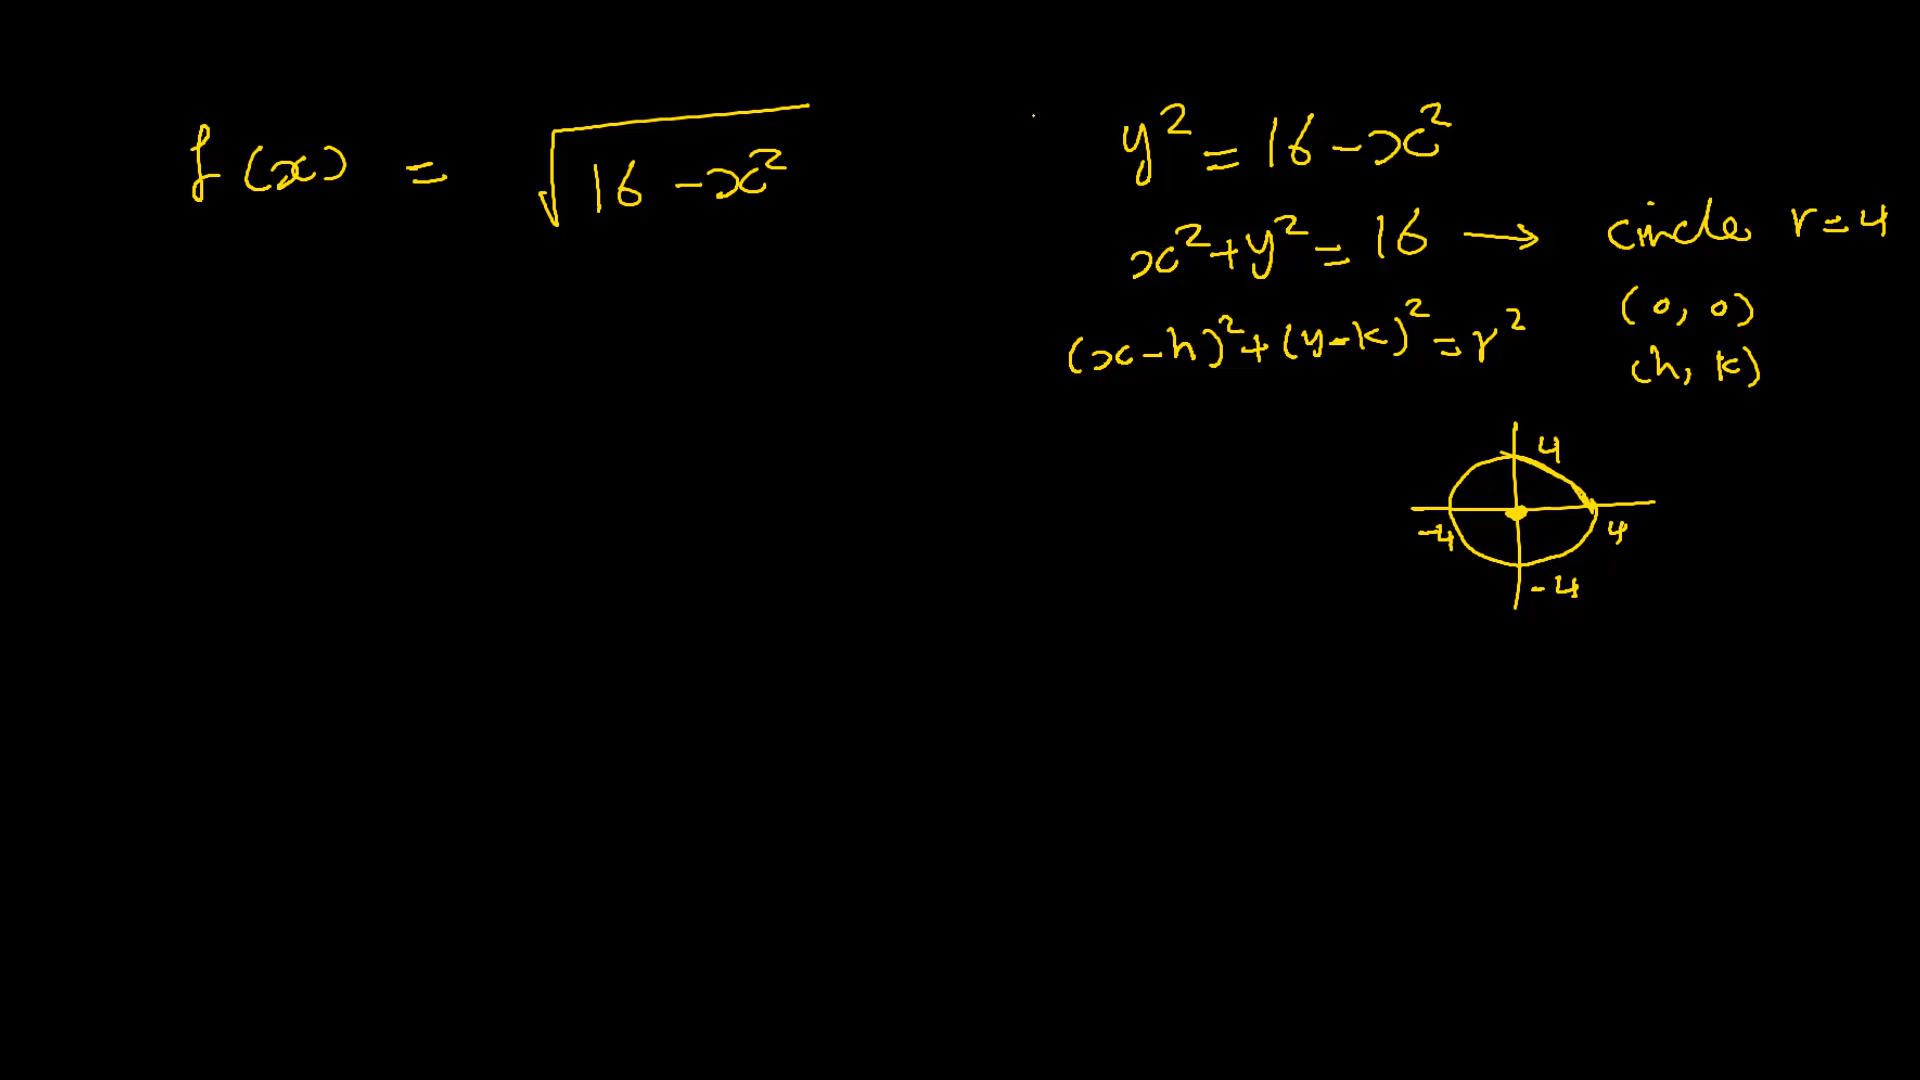 f(x) = √(16 - x²)
y² = 16 - x²
x² + y² = 16 → circle r = 4
(x - h)² + (y - k)² = r²
(0, 0)
(h, k)
4
-4
4
-4